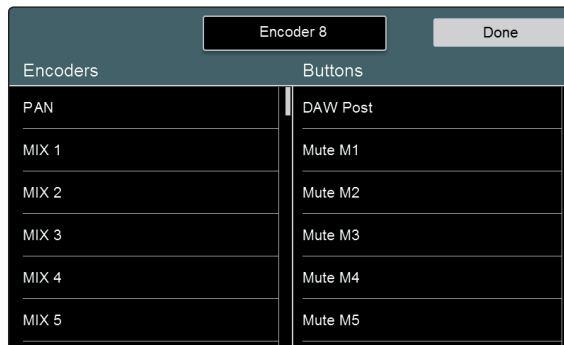 Encoder 8 Done
Encoders Buttons
PAN DAW Post
MIX 1 Mute M1
MIX 2 Mute M2
MIX 3 Mute M3
MIX 4 Mute M4
MIX 5 Mute M5